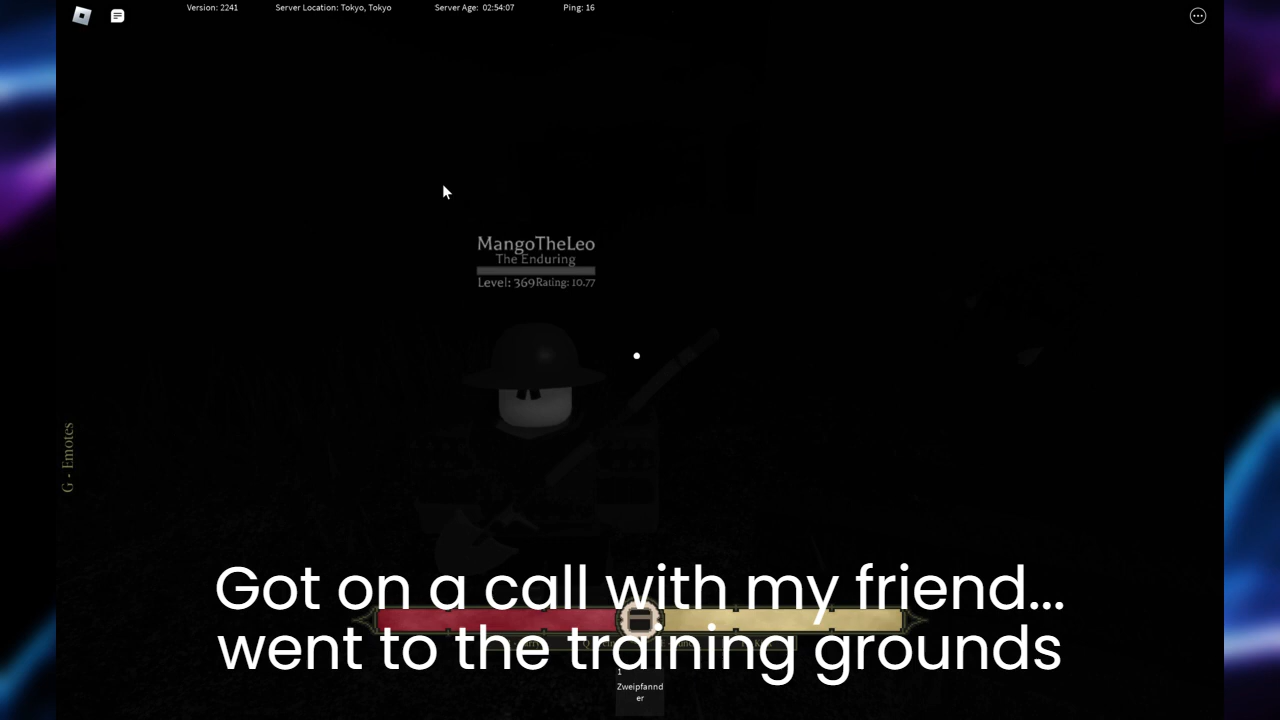 Version: 2241 Server Location: Tokyo, Tokyo Server Age: 02:54:07 Ping: 16
MangoTheLeo
The Enduring
Level: 369 Rating: 10.77
G - Emotes
Got on a call with my friend...
went to the training grounds
1
Zweipfannd
er